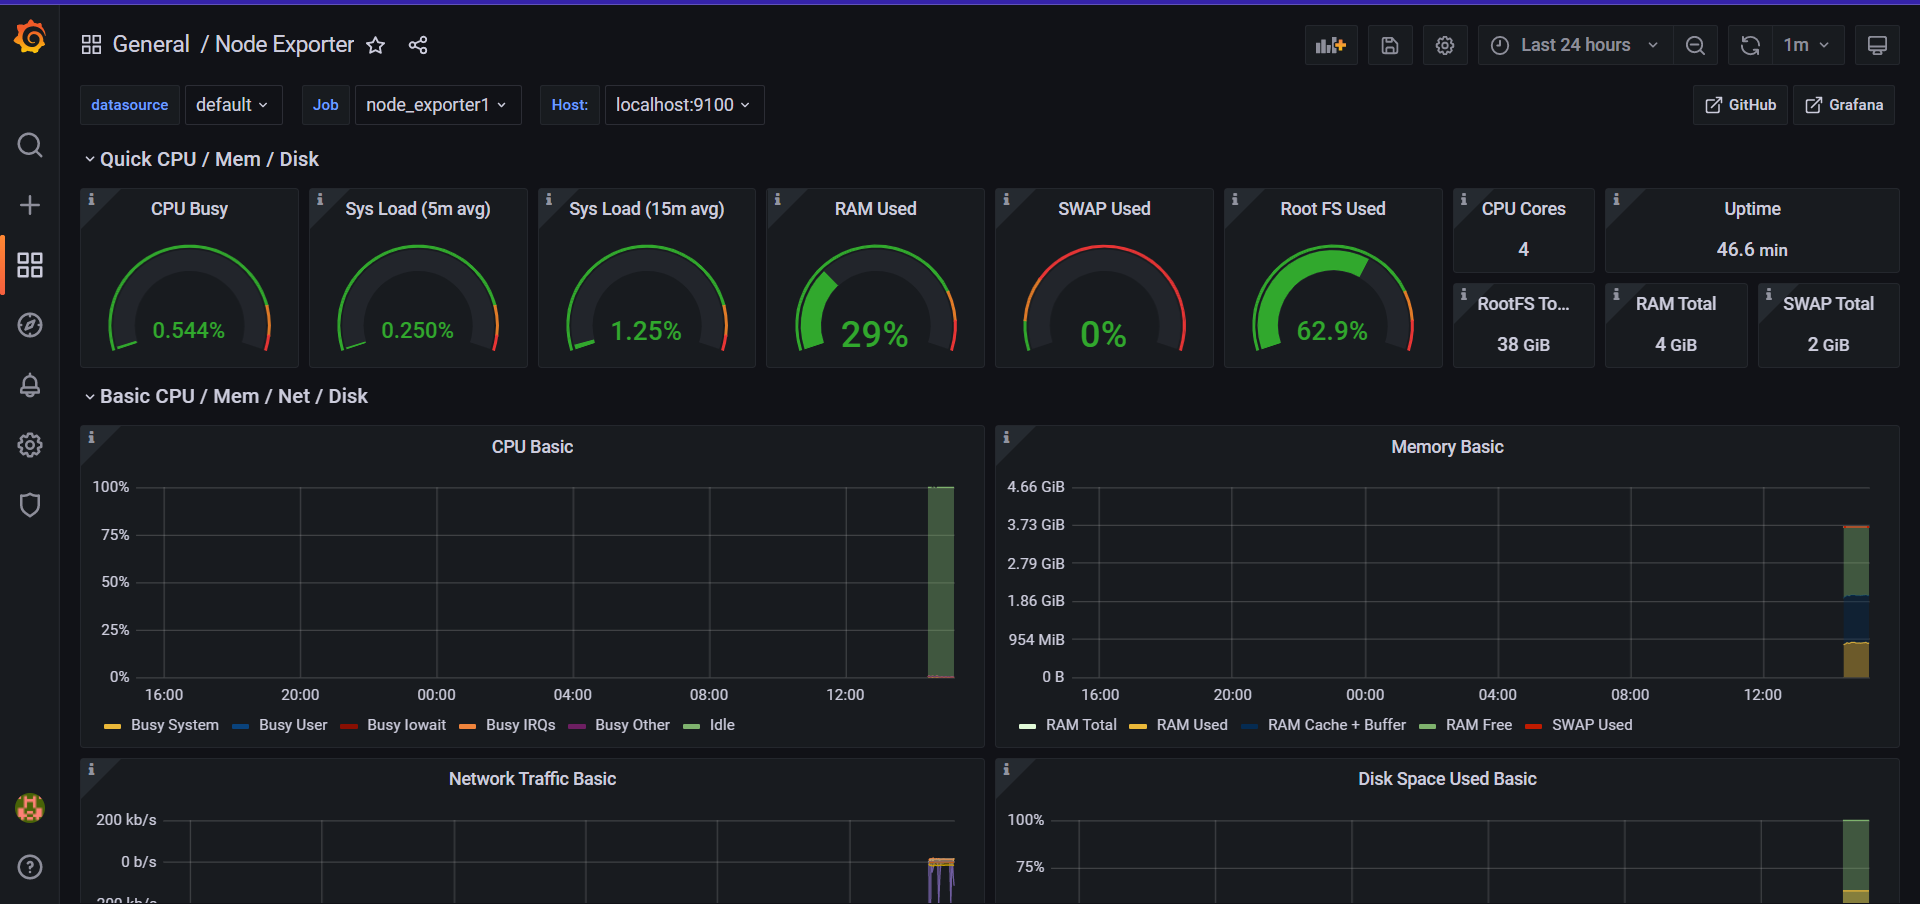 General / Node Exporter
Last 24 hours
1m
datasource default Job node_exporter1 Host: localhost:9100
GitHub Grafana
Quick CPU / Mem / Disk
CPU Busy
0.544%
Sys Load (5m avg)
0.250%
Sys Load (15m avg)
1.25%
RAM Used
29%
SWAP Used
0%
Root FS Used
62.9%
CPU Cores
4
Uptime
46.6 min
RootFS To...
38 GiB
RAM Total
4 GiB
SWAP Total
2 GiB
Basic CPU / Mem / Net / Disk
CPU Basic
100%
75%
50%
25%
0%
16:00 20:00 00:00 04:00 08:00 12:00
Busy System Busy User Busy Iowait Busy IRQs Busy Other Idle
Memory Basic
4.66 GiB
3.73 GiB
2.79 GiB
1.86 GiB
954 MiB
0 B
16:00 20:00 00:00 04:00 08:00 12:00
RAM Total RAM Used RAM Cache + Buffer RAM Free SWAP Used
Network Traffic Basic
200 kb/s
0 b/s
Disk Space Used Basic
100%
75%